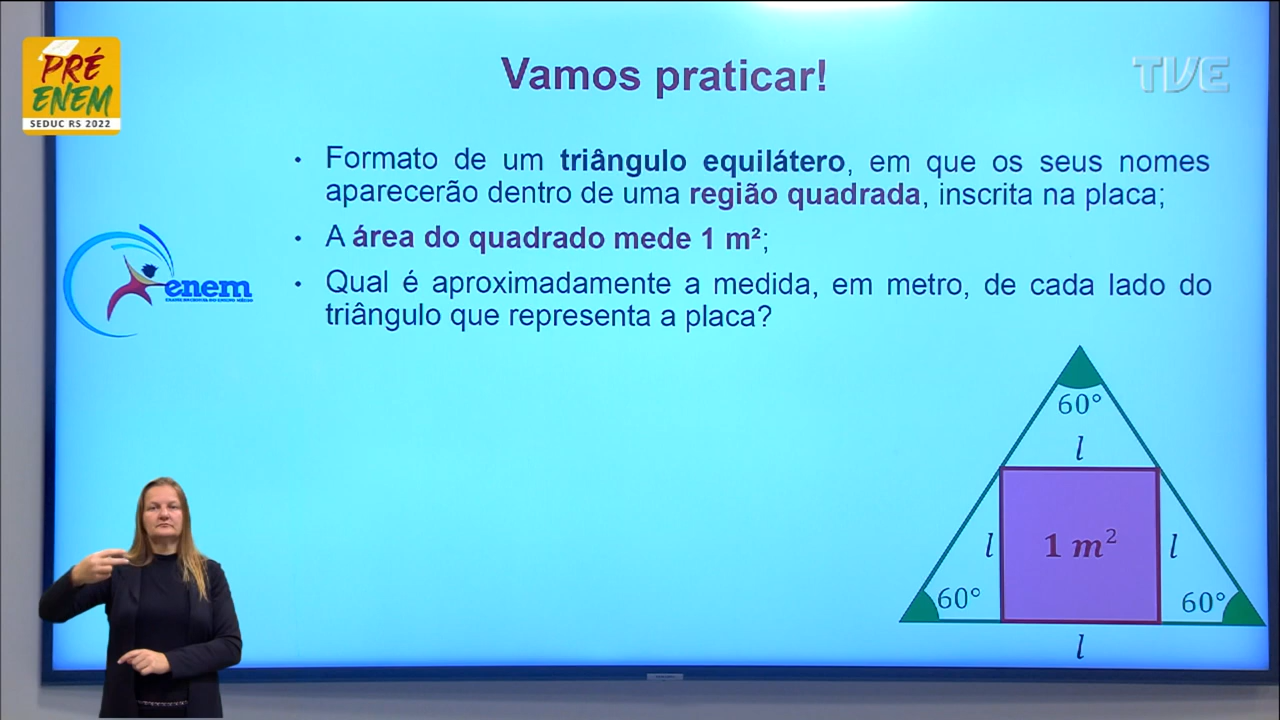 PRÉ
ENEM
SEDUC RS 2022
TVE
Vamos praticar!
• Formato de um triângulo equilátero, em que os seus nomes
aparecerão dentro de uma região quadrada, inscrita na placa;
• A área do quadrado mede 1 m²;
• Qual é aproximadamente a medida, em metro, de cada lado do
triângulo que representa a placa?
enem
60°
l
l
1 m²
l
60°
60°
l